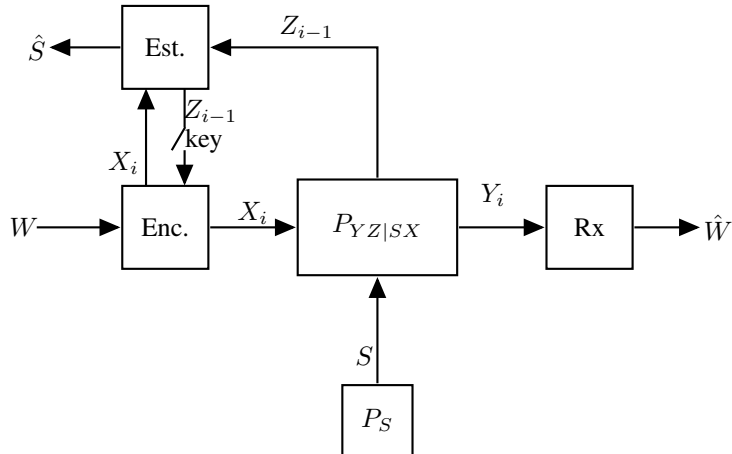 Ŝ
Est.
Z_{i-1}
Z_{i-1}
key
X_i
W
Enc.
X_i
P_{YZ|SX}
Y_i
Rx
Ŵ
S
P_S